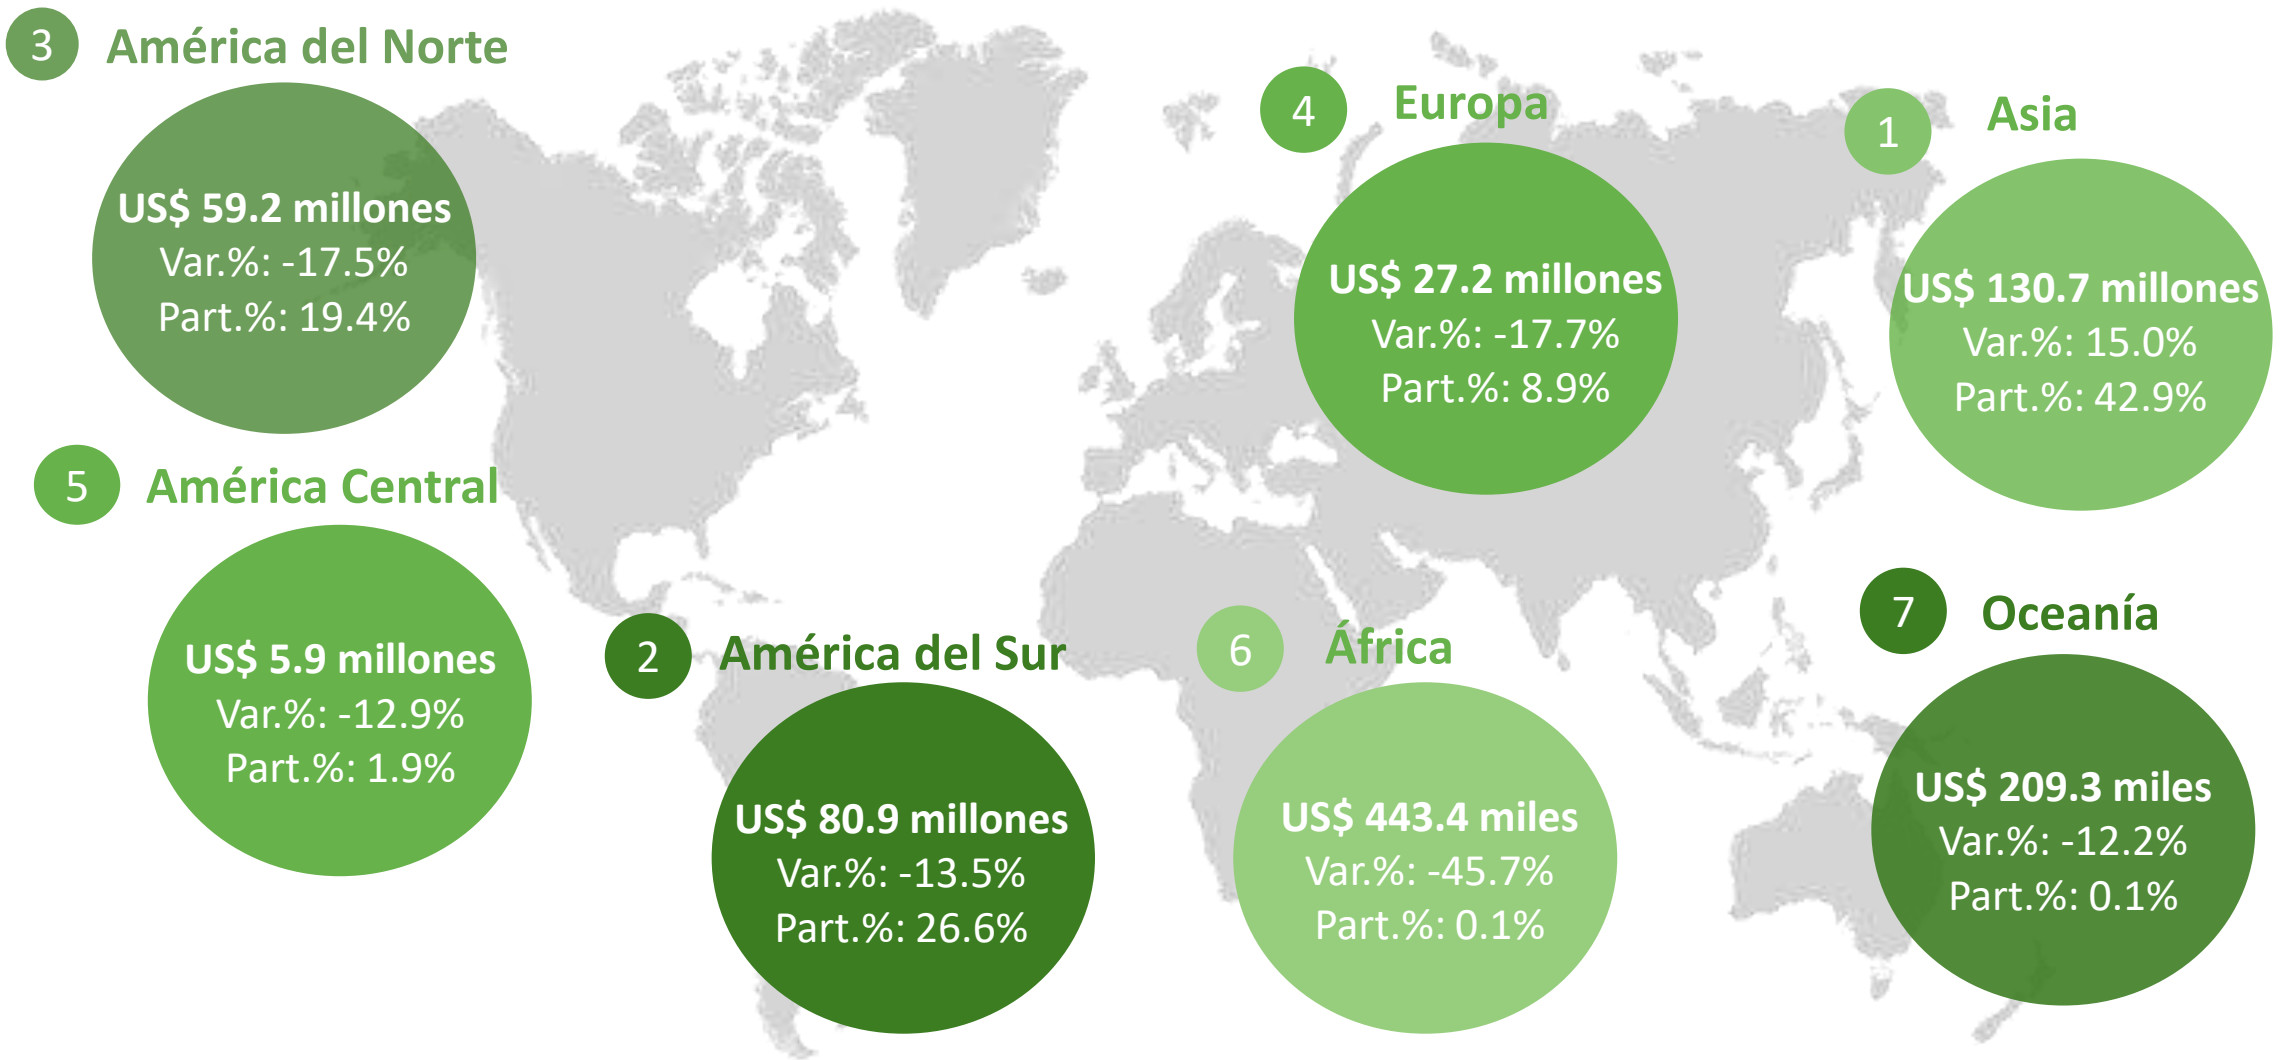 3
América del Norte
US$ 59.2 millones
Var.%: -17.5%
Part.%: 19.4%
4
Europa
US$ 27.2 millones
Var.%: -17.7%
Part.%: 8.9%
1
Asia
US$ 130.7 millones
Var.%: 15.0%
Part.%: 42.9%
5
América Central
US$ 5.9 millones
Var.%: -12.9%
Part.%: 1.9%
2
América del Sur
US$ 80.9 millones
Var.%: -13.5%
Part.%: 26.6%
6
África
US$ 443.4 miles
Var.%: -45.7%
Part.%: 0.1%
7
Oceanía
US$ 209.3 miles
Var.%: -12.2%
Part.%: 0.1%